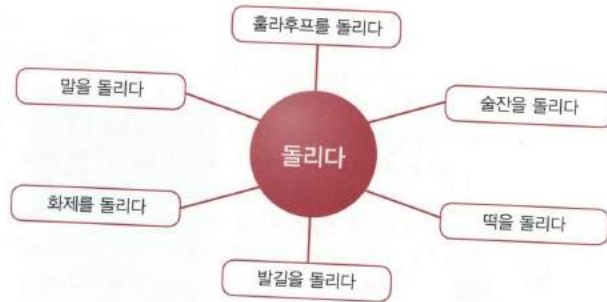 훌라후프를 돌리다
말을 돌리다
술잔을 돌리다
돌리다
화제를 돌리다
떡을 돌리다
발길을 돌리다